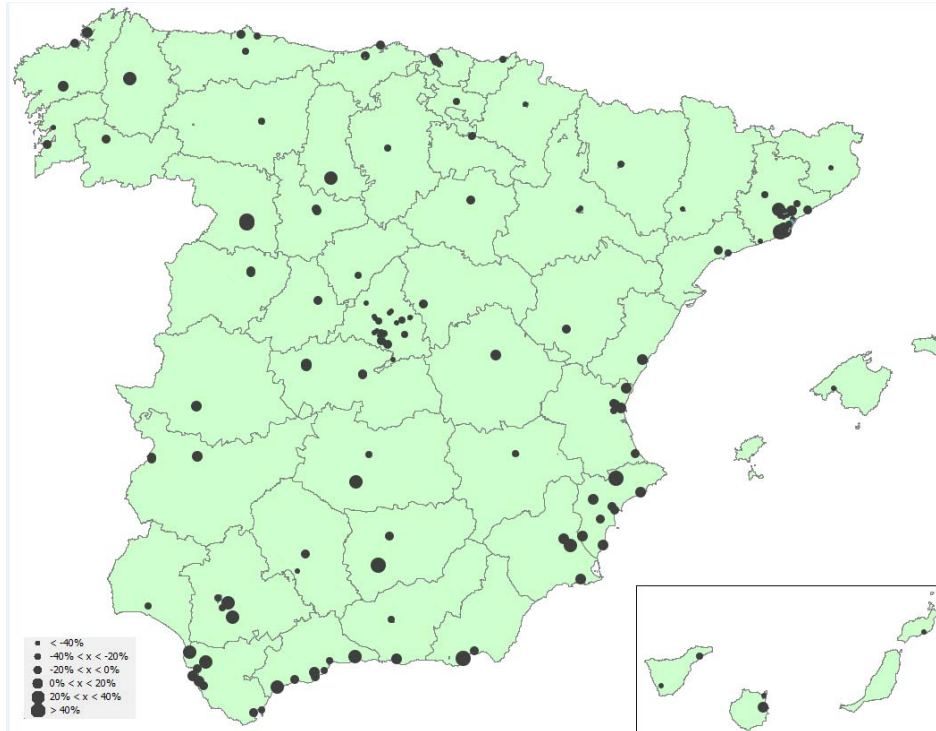 < -40%
-40% < x < -20%
-20% < x < 0%
0% < x < 20%
20% < x < 40%
> 40%